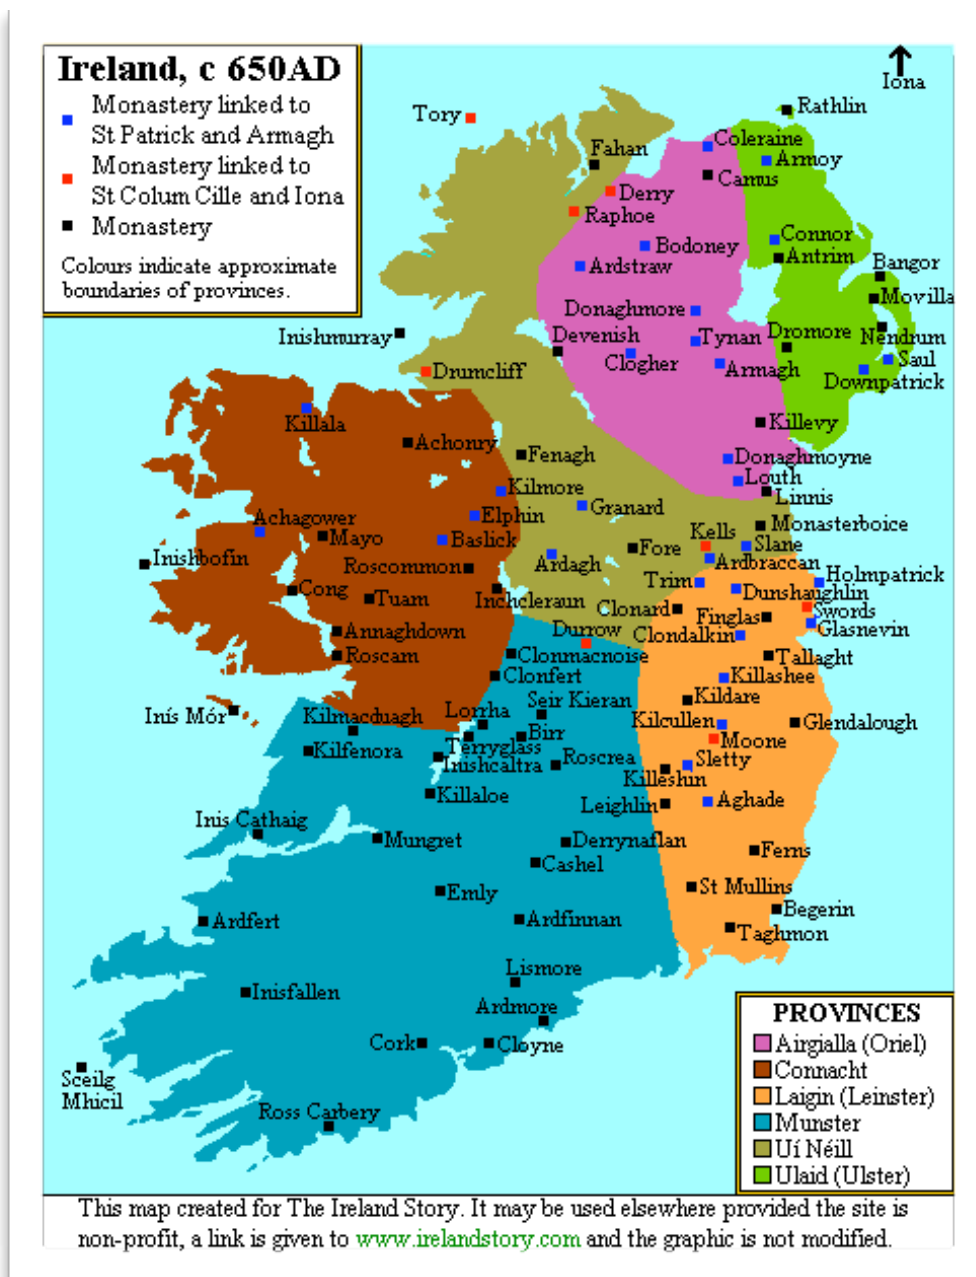 Ireland, c 650AD
Monastery linked to
St Patrick and Armagh
Monastery linked to
St Colum Cille and Iona
Monastery
Colours indicate approximate
boundaries of provinces.
Iona
Tory
Rathlin
Coleraine
Fahan
Armoy
Camus
Derry
Raphoe
Connor
Bodoney
Antrim
Ardstraw
Bangor
Movilla
Donaghmore
Inishmurray
Devenish
Tynan
Dromore
Nendrum
Clogher
Saul
Drumcliff
Armagh
Downpatrick
Killala
Killevy
Achonry
Fenagh
Donaghmoyne
Louth
Kilmore
Linnis
Granard
Achagower
Elphin
Monasterboice
Mayo
Baslick
Kells
Slane
Inishbofin
Fore
Ardagh
Ardbraccan
Roscommon
Trim
Holmpatrick
Cong
Tuam
Inchcleraun
Dunshaughlin
Clonard
Finglas
Swords
Annaghdown
Durrow
Clondalkin
Glasnevin
Roscam
Clonmacnoise
Tallaght
Clonfert
Killashee
Seir Kieran
Kildare
Inís Mór
Kilmacduagh
Lorrha
Kilcullen
Glendalough
Birr
Moone
Kilfenora
Terryglass
Inishcaltra
Roscrea
Sletty
Killeshin
Killaloe
Leighlin
Aghade
Inis Cathaig
Mungret
Derrynaflan
Ferns
Cashel
Emly
St Mullins
Ardfert
Ardfinnan
Begerin
Taghmon
Lismore
Inisfallen
Ardmore
Cork
Cloyne
Sceilg
Mhicil
Ross Carbery
PROVINCES
Airgialla (Oriel)
Connacht
Laigin (Leinster)
Munster
Uí Néill
Ulaid (Ulster)
This map created for The Ireland Story. It may be used elsewhere provided the site is
non-profit, a link is given to www.irelandstory.com and the graphic is not modified.